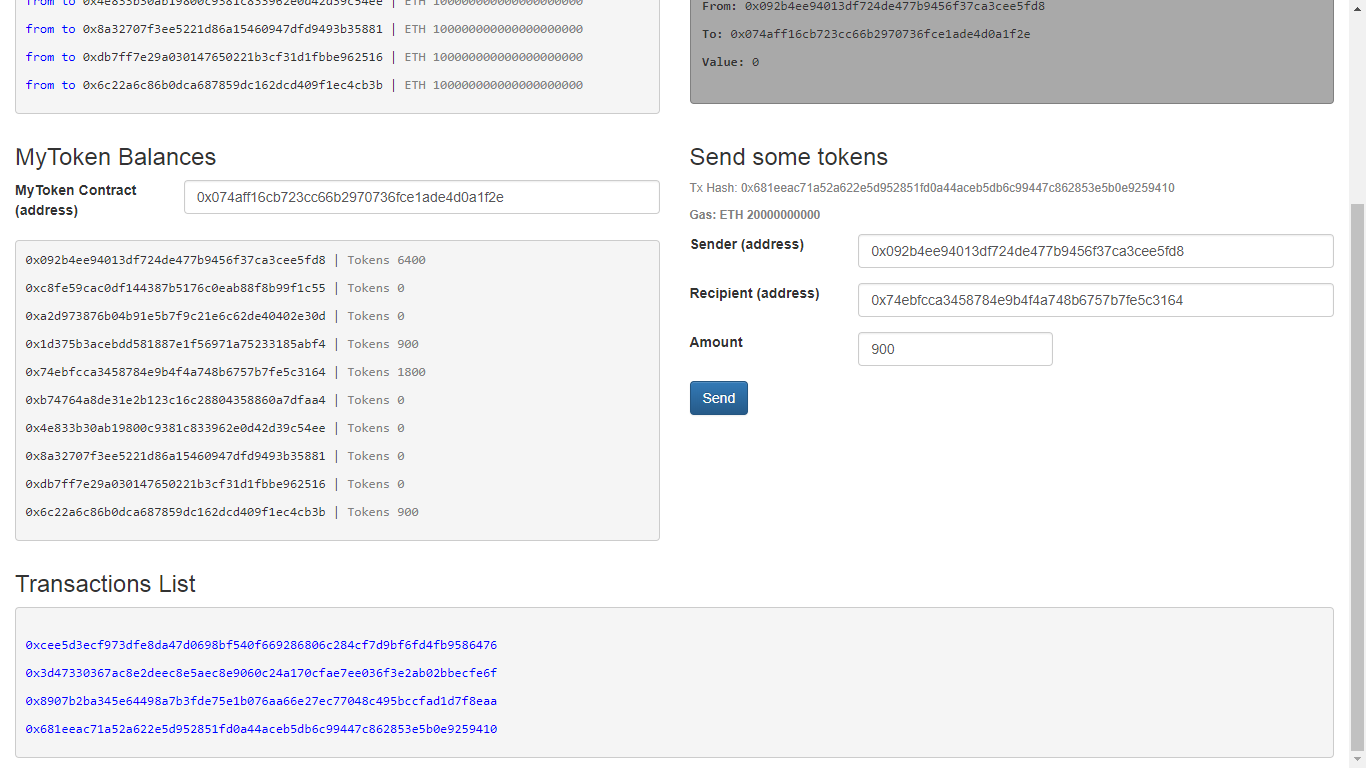 from to 0x4e833b30ab19800c9381c833962e0d42d39c54ee | ETH 100000000000000000000
from to 0x8a32707f3ee5221d86a15460947dfd9493b35881 | ETH 100000000000000000000
from to 0xdb7ff7e29a030147650221b3cf31d1fbbe962516 | ETH 100000000000000000000
from to 0x6c22a6c86b0dca687859dc162dcd409f1ec4cb3b | ETH 100000000000000000000
From: 0x092b4ee94013df724de477b9456f37ca3cee5fd8
To: 0x074aff16cb723cc66b2970736fce1ade4d0a1f2e
Value: 0
MyToken Balances
MyToken Contract
(address)
0x074aff16cb723cc66b2970736fce1ade4d0a1f2e
0x092b4ee94013df724de477b9456f37ca3cee5fd8 | Tokens 6400
0xc8fe59cac0df144387b5176c0eab88f8b99f1c55 | Tokens 0
0xa2d973876b04b91e5b7f9c21e6c62de40402e30d | Tokens 0
0x1d375b3acebdd581887e1f56971a75233185abf4 | Tokens 900
0x74ebfcca3458784e9b4f4a748b6757b7fe5c3164 | Tokens 1800
0xb74764a8de31e2b123c16c28804358860a7dfaa4 | Tokens 0
0x4e833b30ab19800c9381c833962e0d42d39c54ee | Tokens 0
0x8a32707f3ee5221d86a15460947dfd9493b35881 | Tokens 0
0xdb7ff7e29a030147650221b3cf31d1fbbe962516 | Tokens 0
0x6c22a6c86b0dca687859dc162dcd409f1ec4cb3b | Tokens 900
Send some tokens
Tx Hash: 0x681eeac71a52a622e5d952851fd0a44aceb5db6c99447c862853e5b0e9259410
Gas: ETH 20000000000
Sender (address)
0x092b4ee94013df724de477b9456f37ca3cee5fd8
Recipient (address)
0x74ebfcca3458784e9b4f4a748b6757b7fe5c3164
Amount
900
Send
Transactions List
0xcee5d3ecf973dfe8da47d0698bf540f669286806c284cf7d9bf6fd4fb9586476
0x3d47330367ac8e2deec8e5aec8e9060c24a170cfae7ee036f3e2ab02bbecfe6f
0x8907b2ba345e64498a7b3fde75e1b076aa66e27ec77048c495bccfad1d7f8eaa
0x681eeac71a52a622e5d952851fd0a44aceb5db6c99447c862853e5b0e9259410